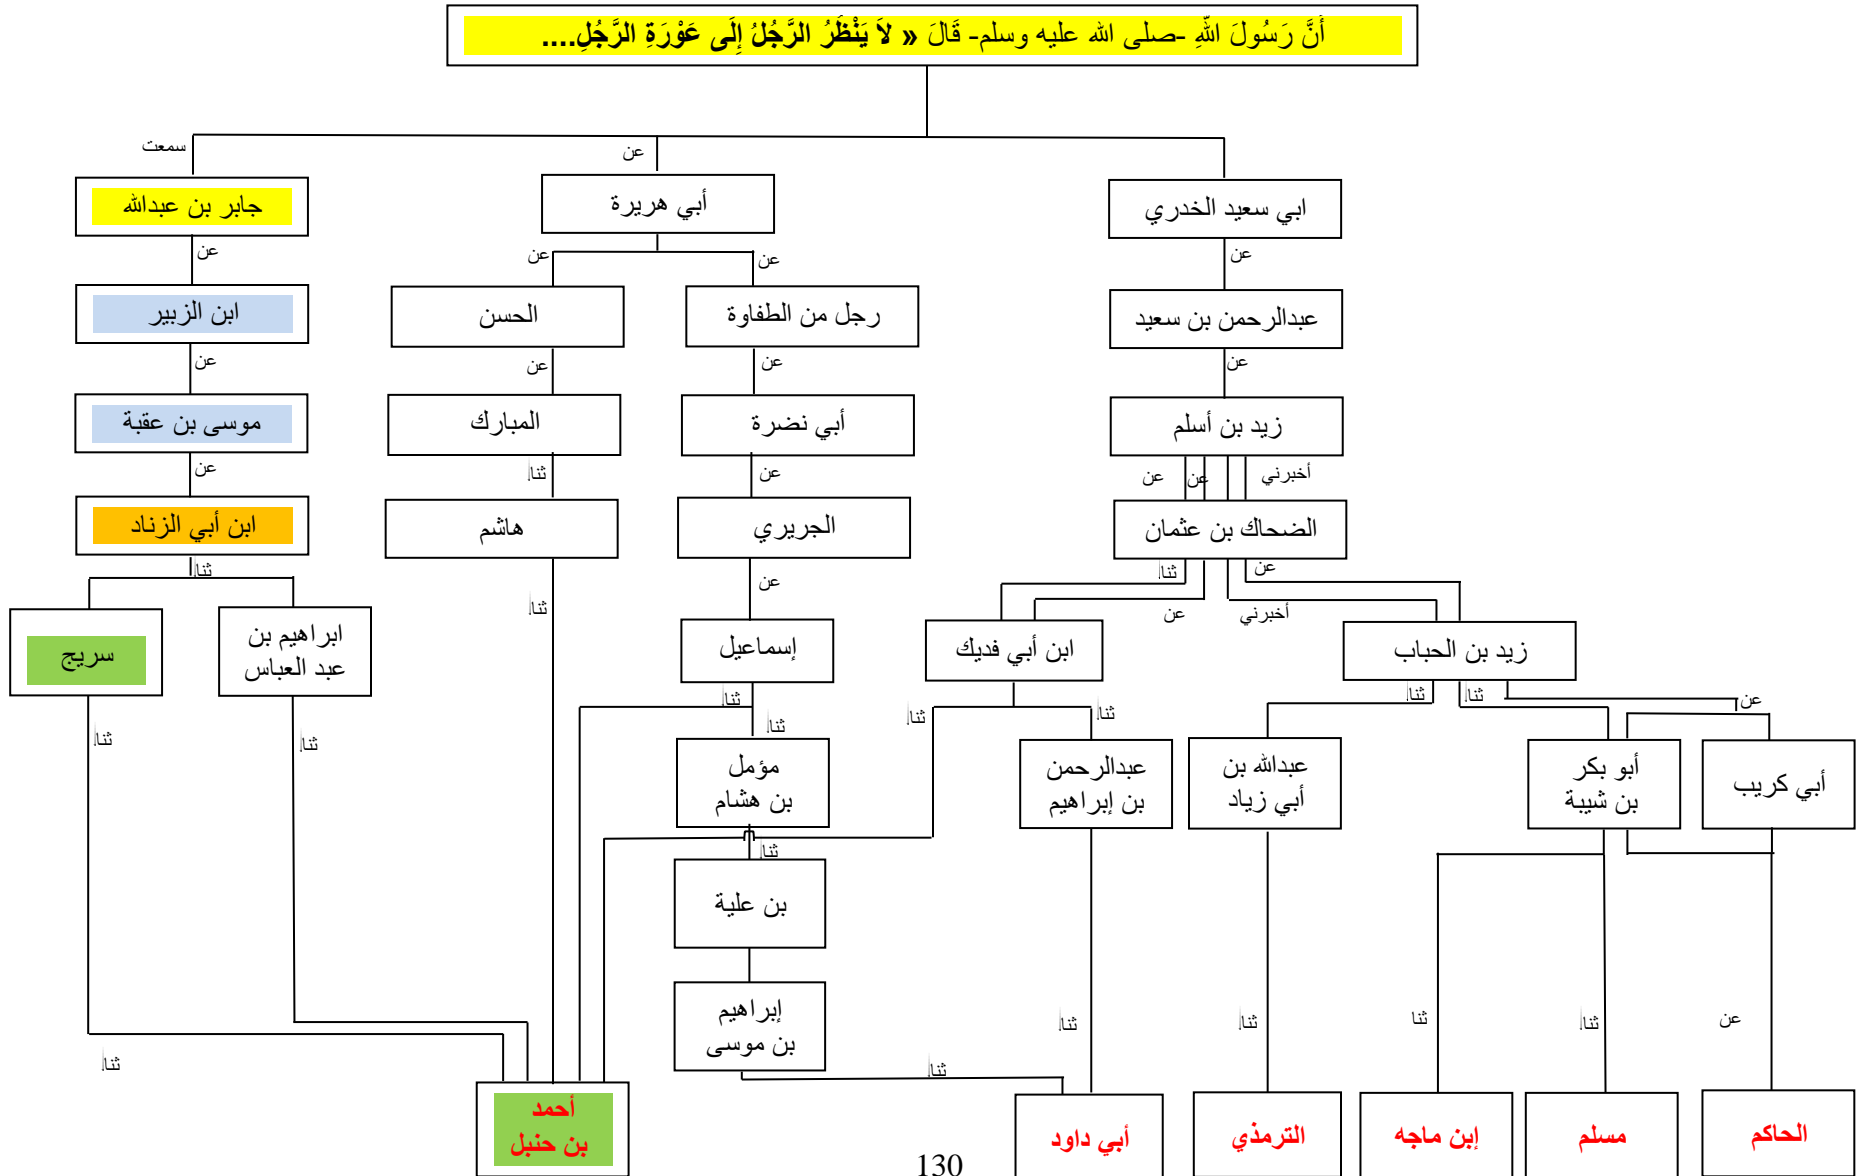 أَنَّ رَسُولَ اللَّهِ -صلى الله عليه وسلم- قَالَ « لاَ يَنْظُرُ الرَّجُلُ إِلَى عَوْرَةِ الرَّجُلِ....
عن
عن
سمعت
ابي سعيد الخدري
أبي هريرة
جابر بن عبدالله
عن
عن
عن
عن
عبدالرحمن بن سعيد
رجل من الطفاوة
الحسن
ابن الزبير
عن
عن
عن
عن
زيد بن أسلم
أبي نضرة
المبارك
موسى بن عقبة
أخبرني
عن
عن
عن
ثنا
عن
الضحاك بن عثمان
الجريري
هاشم
ابن أبي الزناد
عن
ثنا
عن
ثنا
أخبرني
عن
ثنا
زيد بن الحباب
ابن أبي فديك
إسماعيل
ابراهيم بن
عبد العباس
سريج
عن
ثنا
ثنا
ثنا
ثنا
ثنا
ثنا
ثنا
ثنا
أبي كريب
أبو بكر
بن شيبة
عبدالله بن
أبي زياد
عبدالرحمن
بن إبراهيم
مؤمل
بن هشام
ثنا
بن علية
إبراهيم
بن موسى
عن
ثنا
ثنا
ثنا
ثنا
ثنا
ثنا
الحاكم
مسلم
إبن ماجه
الترمذي
أبي داود
أحمد
بن حنبل
130